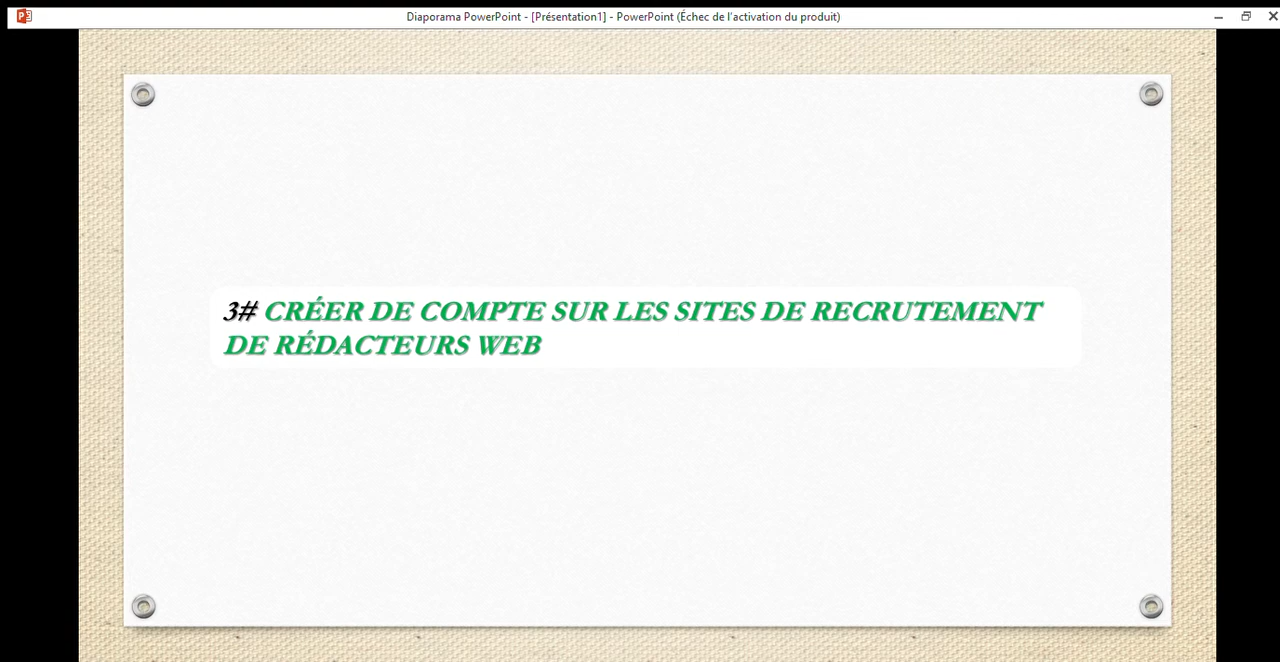 Diaporama PowerPoint - [Présentation1] - PowerPoint (Échec de l'activation du produit)
3# CRÉER DE COMPTE SUR LES SITES DE RECRUTEMENT
DE RÉDACTEURS WEB